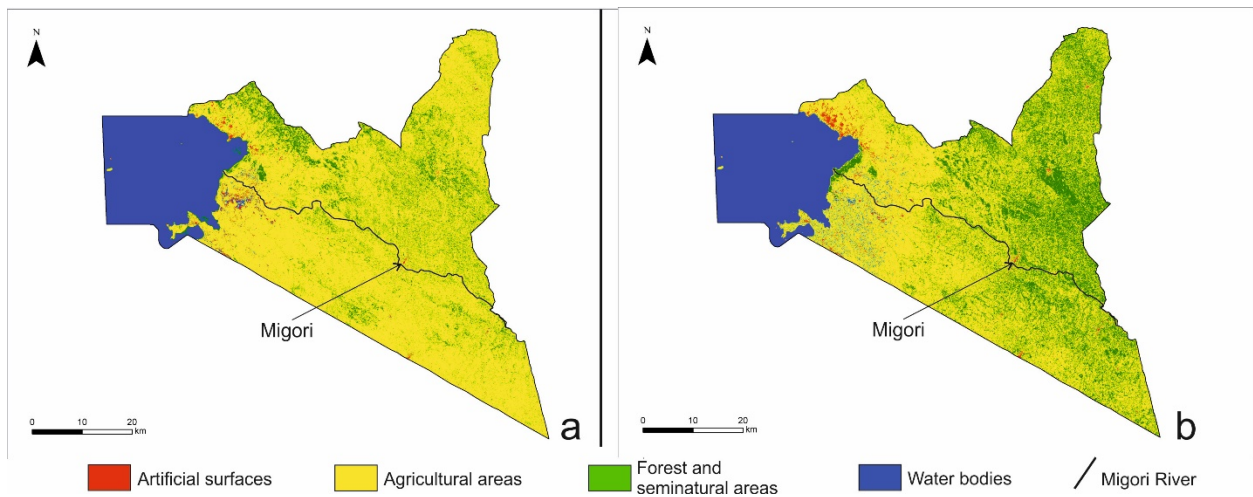 N
N
Migori
Migori
0 10 20
km
a
0 10 20
km
b
Artificial surfaces
Agricultural areas
Forest and
seminatural areas
Water bodies
Migori River